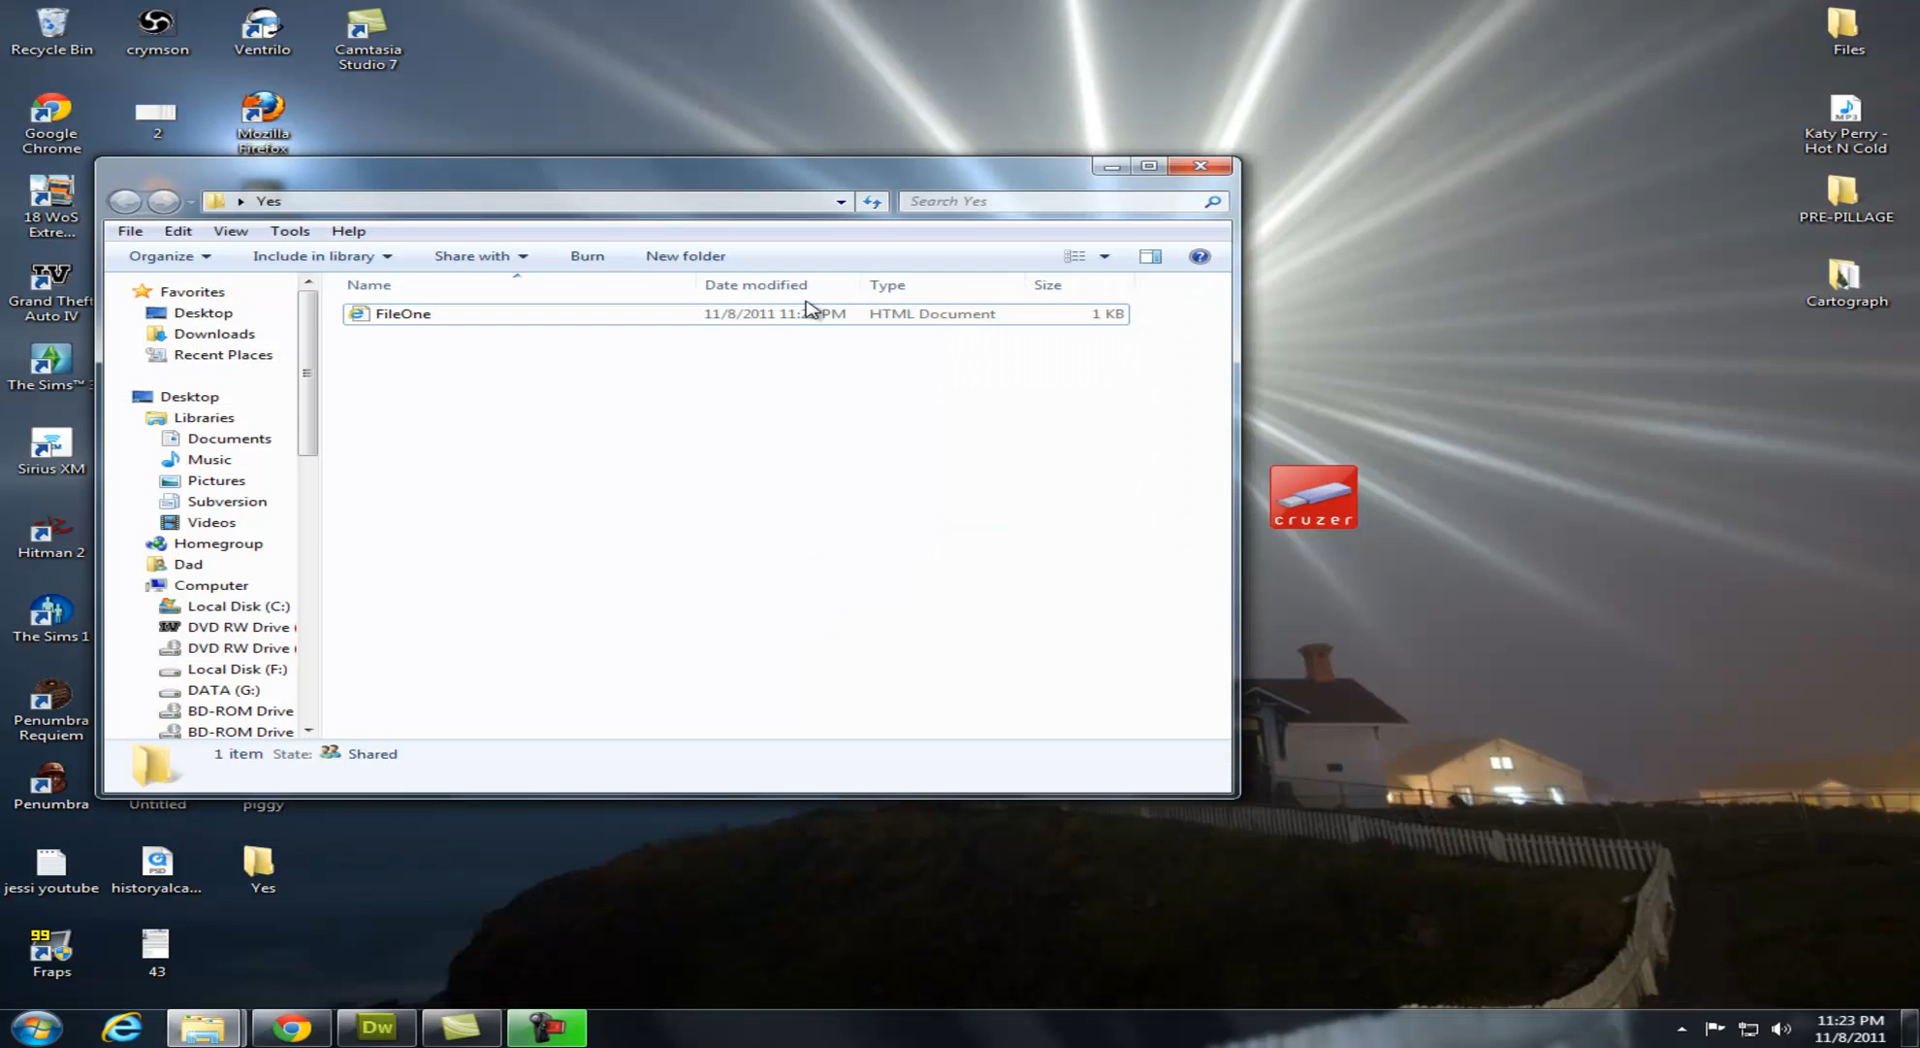 Recycle Bin
crymson
Ventrilo
Camtasia
Studio 7
Files
Google
Chrome
2
Mozilla
Firefox
Katy Perry -
Hot N Cold
MP3
18 WoS
Extre...
PRE-PILLAGE
Grand Theft
Auto IV
Cartograph
The Sims™ 3
Sirius XM
Hitman 2
The Sims 1
Penumbra
Requiem
Penumbra
Untitled
piggy
jessi youtube
historyalca...
PSD
Yes
99
Fraps
43
Yes
Search Yes
File Edit View Tools Help
Organize Include in library Share with Burn New folder
Name Date modified Type Size
FileOne 11/8/2011 11:2 PM HTML Document 1 KB
Favorites
Desktop
Downloads
Recent Places
Desktop
Libraries
Documents
Music
Pictures
Subversion
Videos
Homegroup
Dad
Computer
Local Disk (C:)
DVD RW Drive (
DVD RW Drive (
Local Disk (F:)
DATA (G:)
BD-ROM Drive
BD-ROM Drive
1 item State: Shared
cruzer
Dw
11:23 PM
11/8/2011